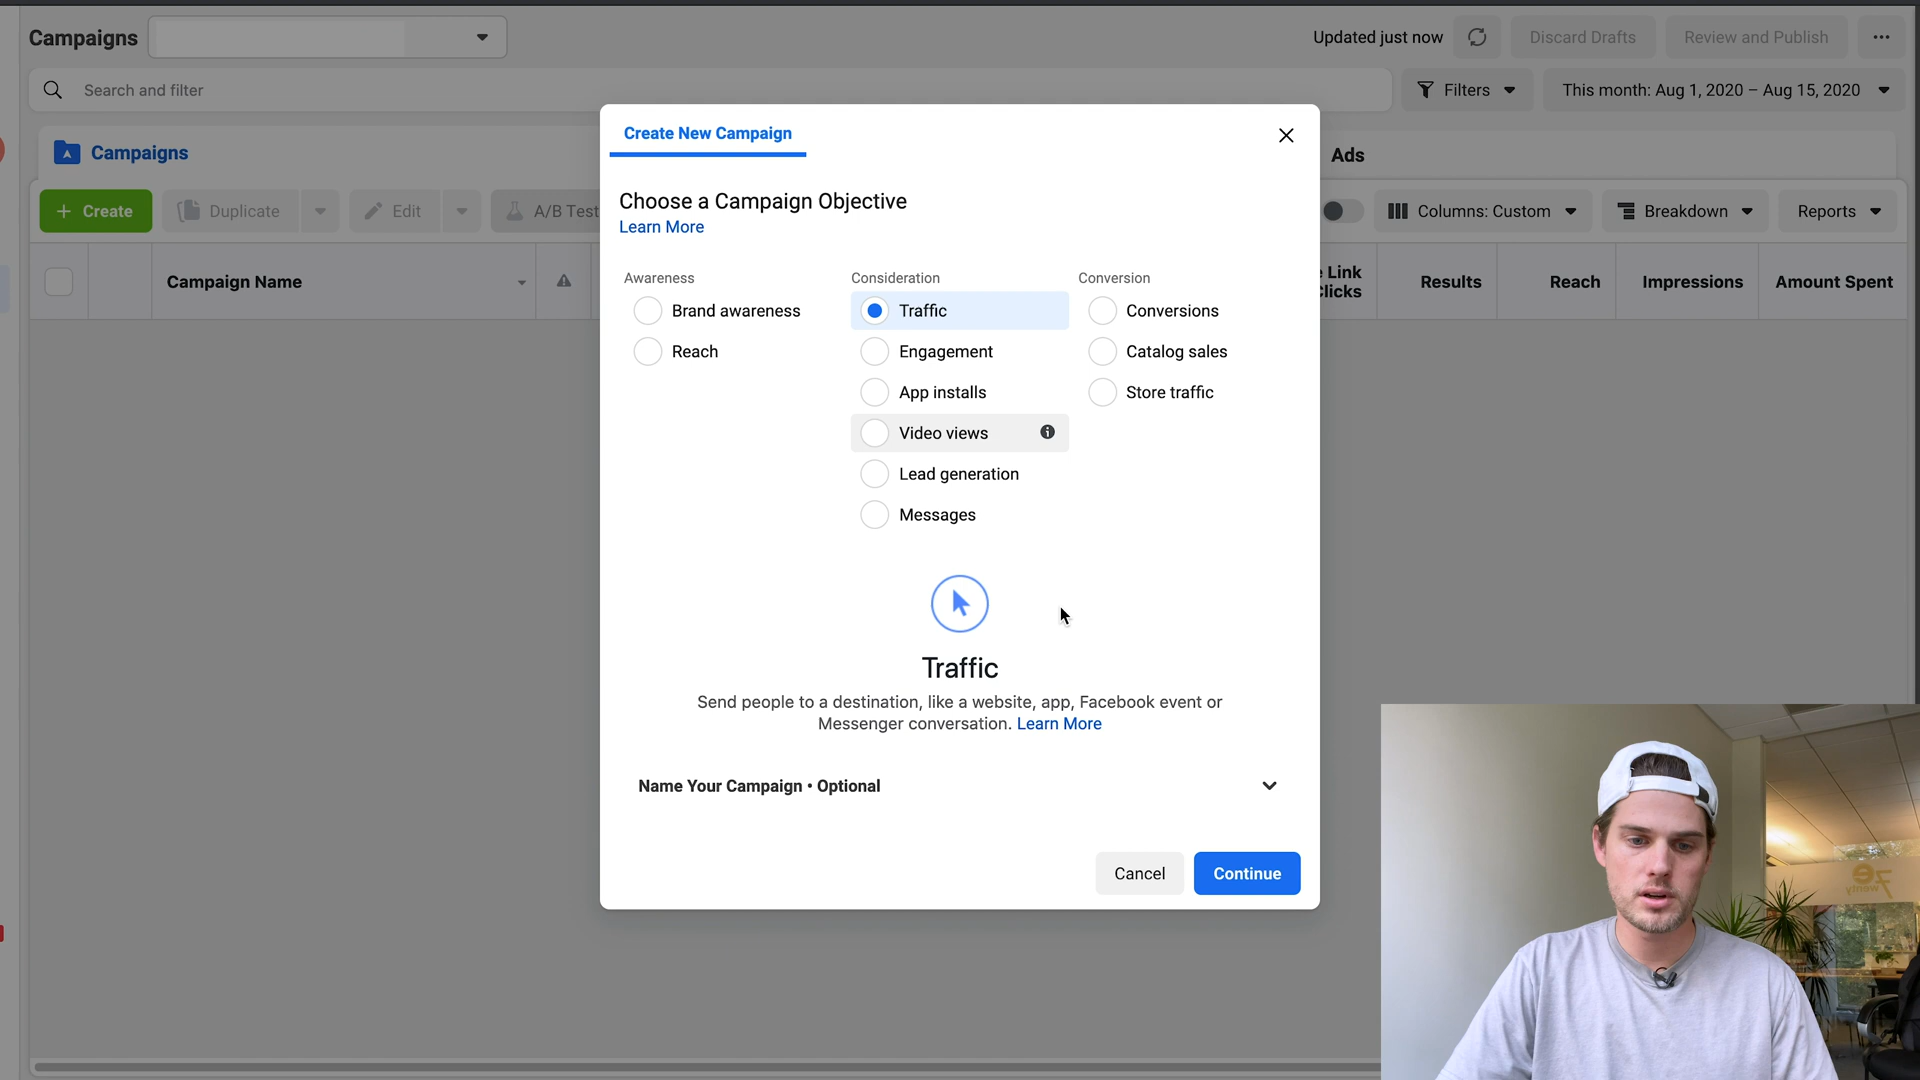 Campaigns
Updated just now
Discard Drafts
Review and Publish
Search and filter
Filters
This month: Aug 1, 2020 – Aug 15, 2020
Campaigns
Ads
+ Create
Duplicate
Edit
A/B Test
Columns: Custom
Breakdown
Reports
Campaign Name
Link
Clicks
Results
Reach
Impressions
Amount Spent
Create New Campaign
Choose a Campaign Objective
Learn More
Awareness
Brand awareness
Reach
Consideration
Traffic
Engagement
App installs
Video views
Lead generation
Messages
Conversion
Conversions
Catalog sales
Store traffic
Traffic
Send people to a destination, like a website, app, Facebook event or
Messenger conversation. Learn More
Name Your Campaign • Optional
Cancel
Continue